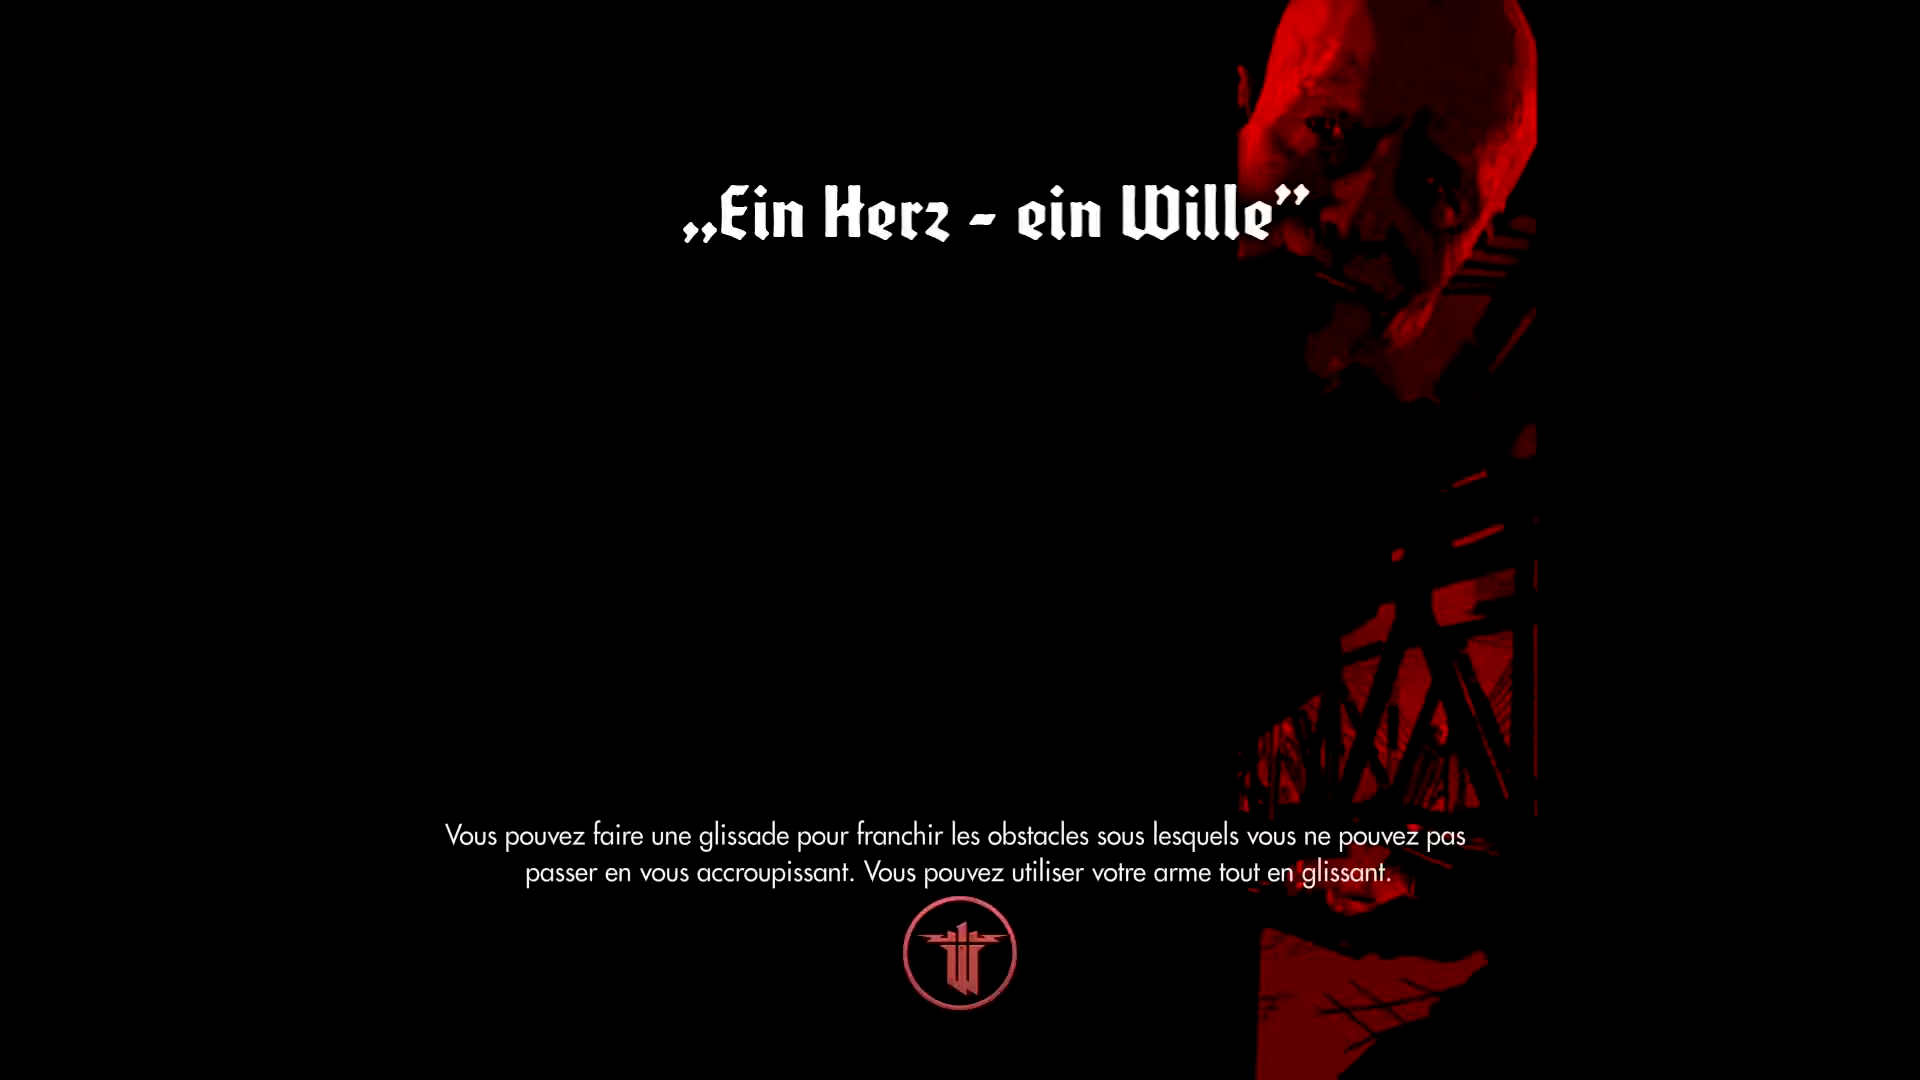 „Ein Herz - ein Wille”
Vous pouvez faire une glissade pour franchir les obstacles sous lesquels vous ne pouvez pas
passer en vous accroupissant. Vous pouvez utiliser votre arme tout en glissant.